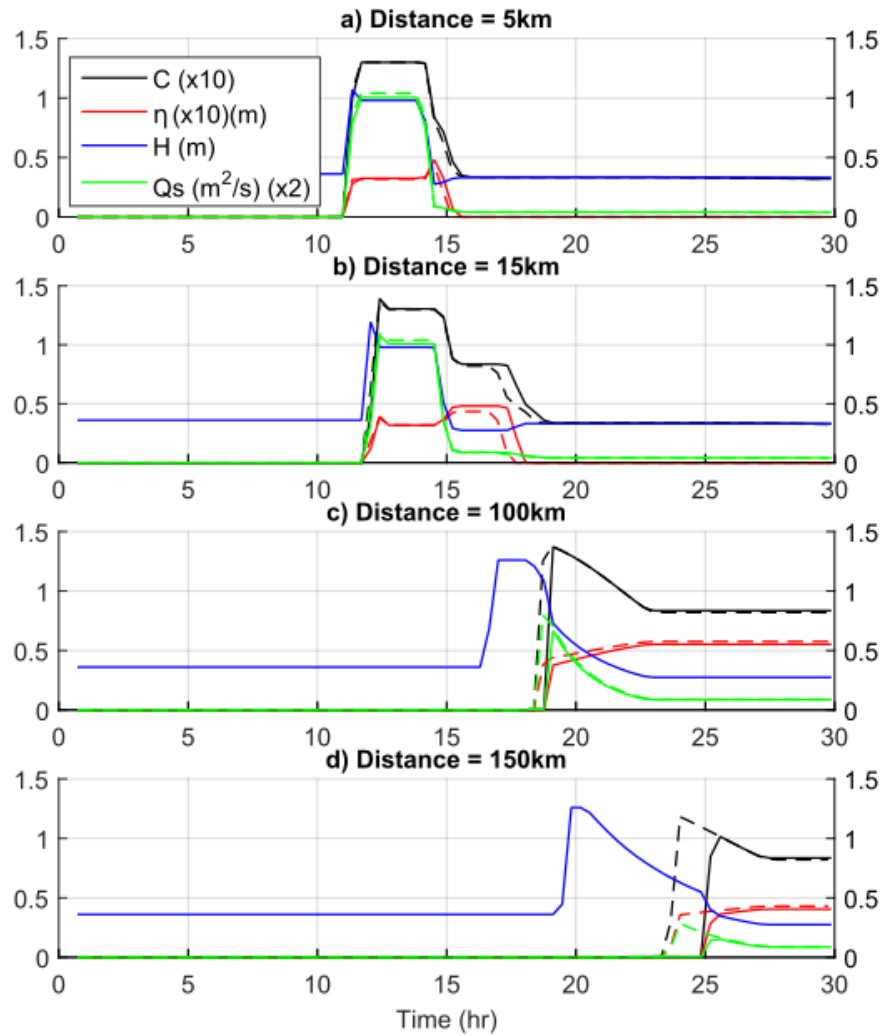 a) Distance = 5km
1.5 1.5
C (x10)
1 1
η (x10)(m)
H (m)
0.5 0.5
Qs (m²/s) (x2)
0 0
0 5 10 15 20 25 30
b) Distance = 15km
1.5 1.5
1 1
0.5 0.5
0 0
0 5 10 15 20 25 30
c) Distance = 100km
1.5 1.5
1 1
0.5 0.5
0 0
0 5 10 15 20 25 30
d) Distance = 150km
1.5 1.5
1 1
0.5 0.5
0 0
0 5 10 15 20 25 30
Time (hr)